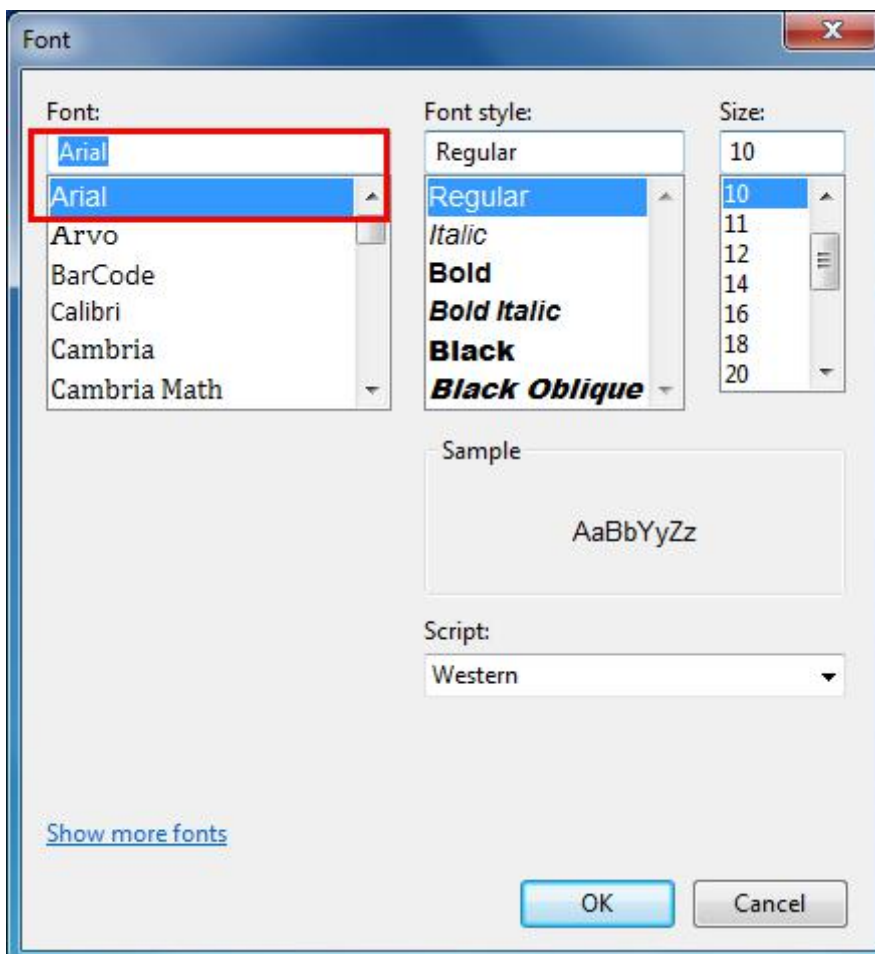 Font
Font:
Arial
Arial
Arvo
BarCode
Calibri
Cambria
Cambria Math
Font style:
Regular
Regular
Italic
Bold
Bold Italic
Black
Black Oblique
Size:
10
10
11
12
14
16
18
20
Sample
AaBbYyZz
Script:
Western
Show more fonts
OK
Cancel